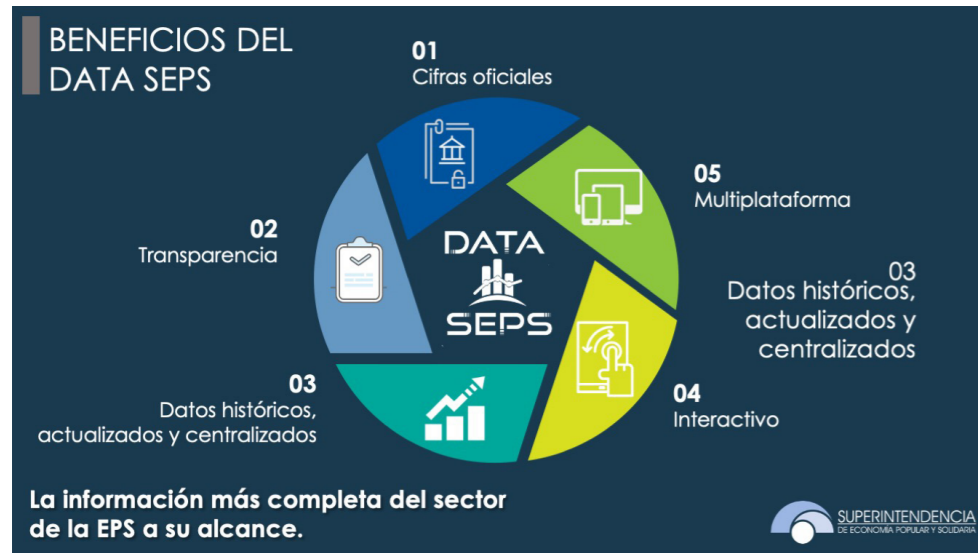 BENEFICIOS DEL
DATA SEPS
01
Cifras oficiales
02
Transparencia
03
Datos históricos,
actualizados y centralizados
04
Interactivo
05
Multiplataforma
03
Datos históricos,
actualizados y
centralizados
DATA
SEPS
La información más completa del sector
de la EPS a su alcance.
SUPERINTENDENCIA
DE ECONOMÍA POPULAR Y SOLIDARIA